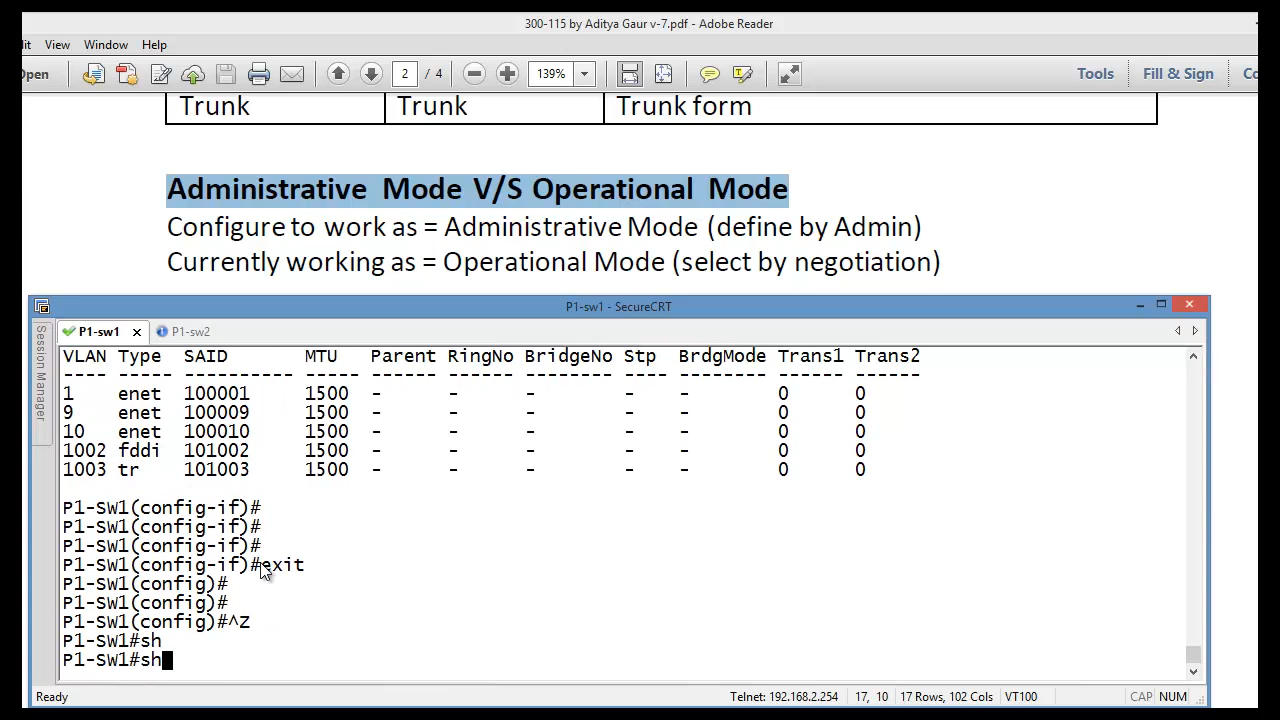 300-115 by Aditya Gaur v-7.pdf - Adobe Reader
it View Window Help
Open 2 / 4 139% Tools Fill & Sign Co
Trunk Trunk Trunk form
Administrative Mode V/S Operational Mode
Configure to work as = Administrative Mode (define by Admin)
Currently working as = Operational Mode (select by negotiation)
P1-sw1 - SecureCRT
Session Manager
P1-sw1 P1-sw2
VLAN Type SAID MTU Parent RingNo BridgeNo Stp BrdgMode Trans1 Trans2
---- ----- ---------- ----- ------ ------ -------- ---- -------- ------ ------
1 enet 100001 1500 - - - - - 0 0
9 enet 100009 1500 - - - - - 0 0
10 enet 100010 1500 - - - - - 0 0
1002 fddi 101002 1500 - - - - - 0 0
1003 tr 101003 1500 - - - - - 0 0
P1-SW1(config-if)#
P1-SW1(config-if)#
P1-SW1(config-if)#
P1-SW1(config-if)#exit
P1-SW1(config)#
P1-SW1(config)#
P1-SW1(config)#^Z
P1-SW1#sh
P1-SW1#sh
Ready Telnet: 192.168.2.254 17, 10 17 Rows, 102 Cols VT100 CAP NUM